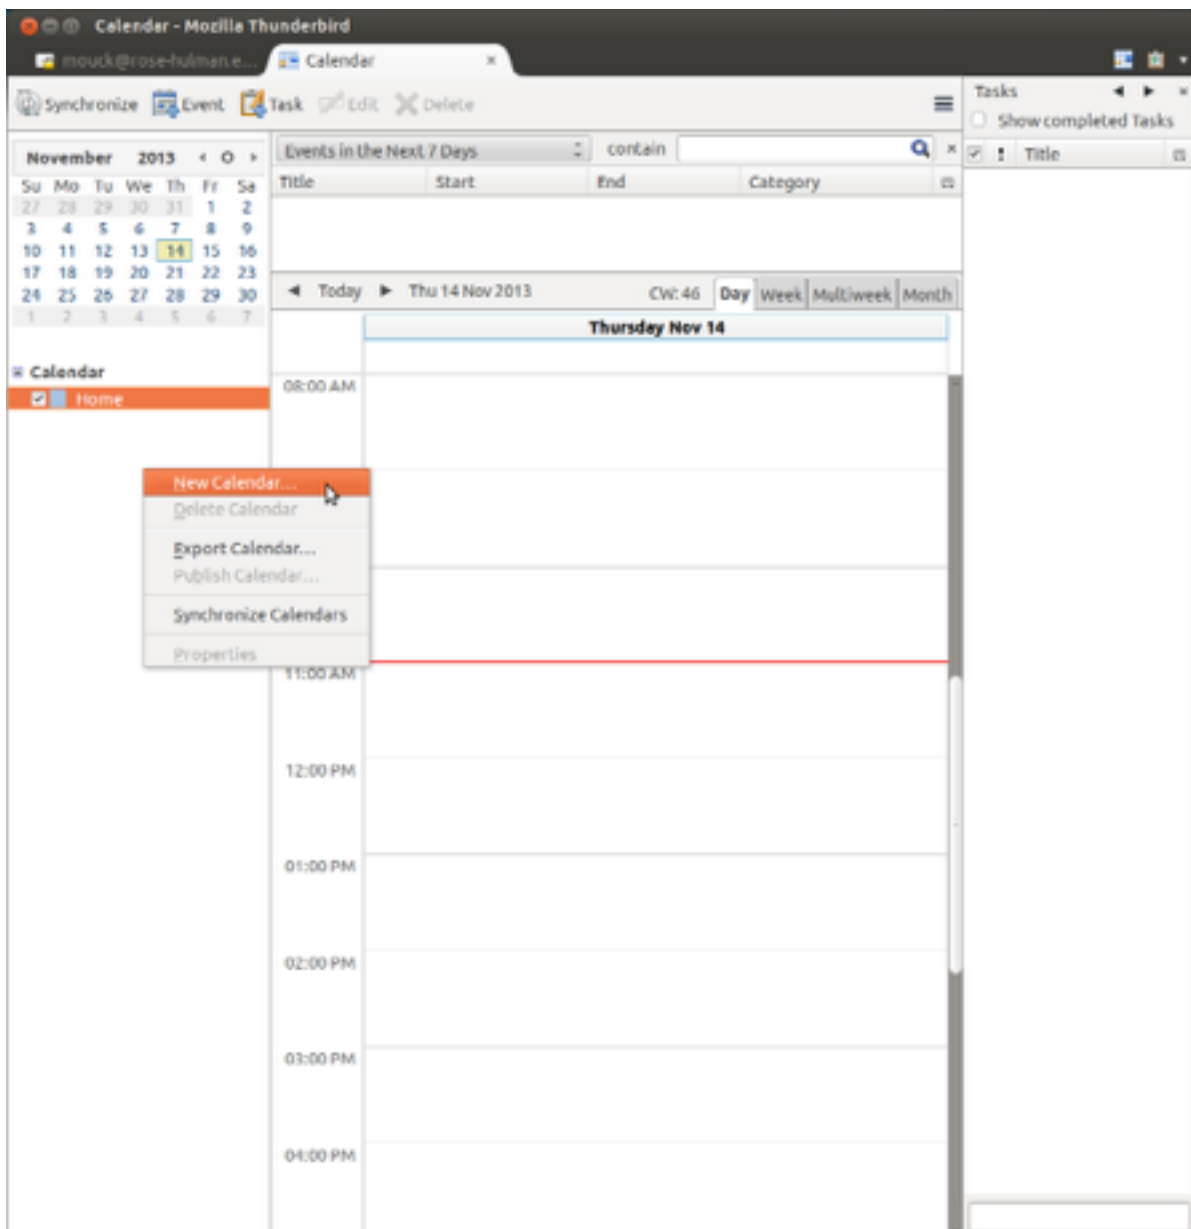 Calendar - Mozilla Thunderbird
mouck@rose-hulman.e... Calendar
Synchronize Event Task Edit Delete
Tasks
Show completed Tasks
Title
November 2013
Su Mo Tu We Th Fr Sa
27 28 29 30 31 1 2
3 4 5 6 7 8 9
10 11 12 13 14 15 16
17 18 19 20 21 22 23
24 25 26 27 28 29 30
1 2 3 4 5 6 7
Calendar
Home
Events in the Next 7 Days contain
Title Start End Category
Today Thu 14 Nov 2013 CW: 46 Day Week Multiweek Month
Thursday Nov 14
08:00 AM
New Calendar...
Delete Calendar
Export Calendar...
Publish Calendar...
Synchronize Calendars
Properties
11:00 AM
12:00 PM
01:00 PM
02:00 PM
03:00 PM
04:00 PM